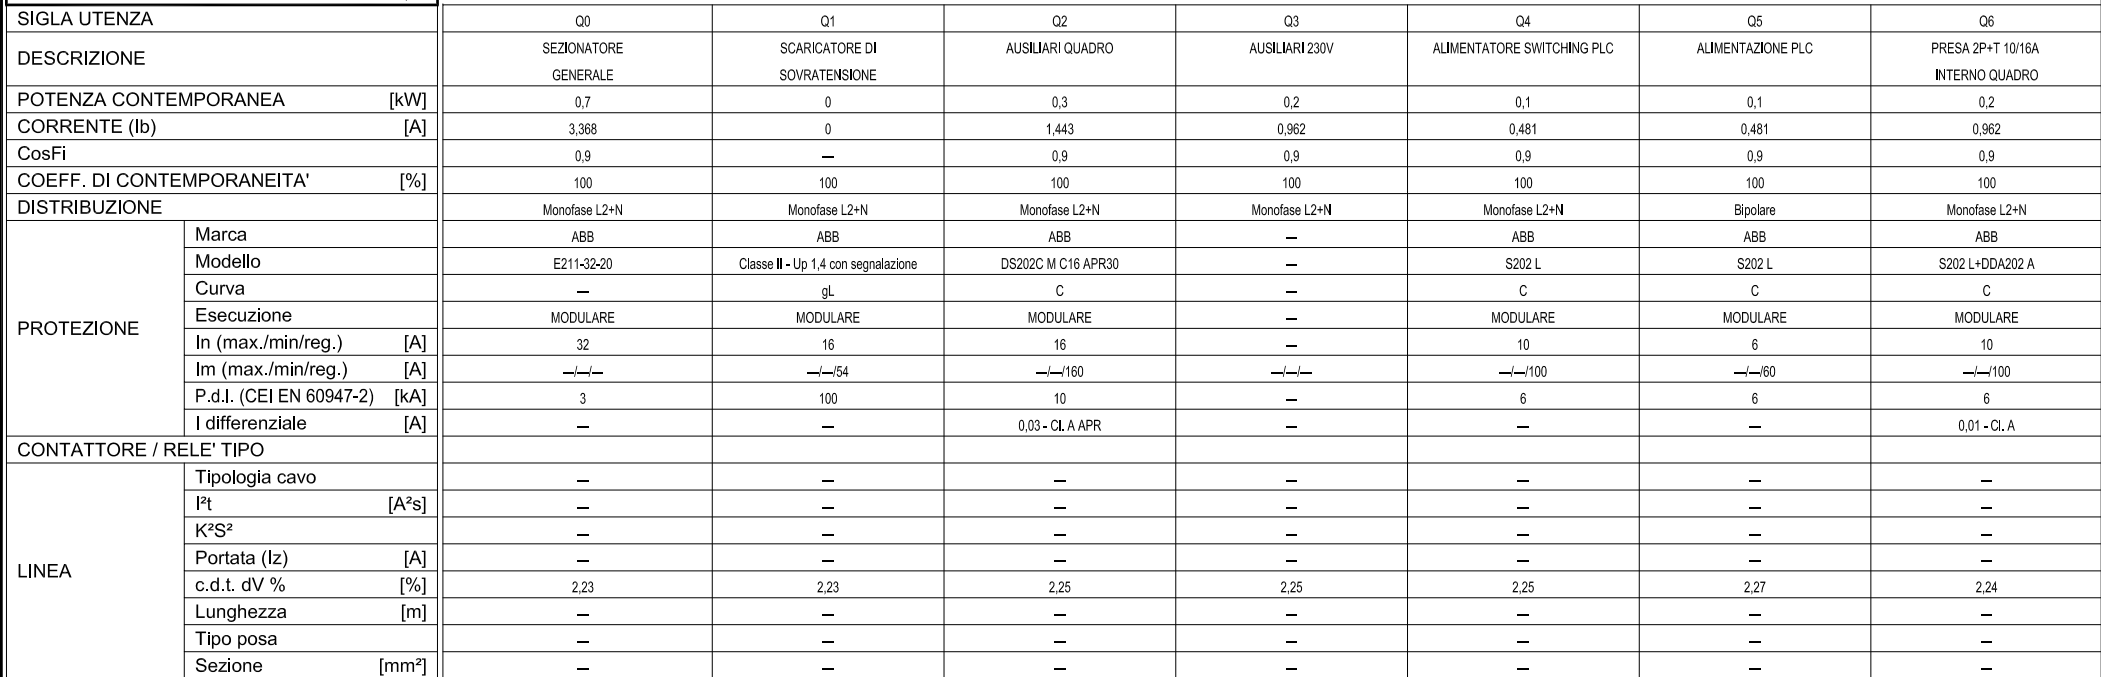 SIGLA UTENZA Q0 Q1 Q2 Q3 Q4 Q5 Q6
DESCRIZIONE SEZIONATORE GENERALE SCARICATORE DI SOVRATENSIONE AUSILIARI QUADRO AUSILIARI 230V ALIMENTATORE SWITCHING PLC ALIMENTAZIONE PLC PRESA 2P+T 10/16A INTERNO QUADRO
POTENZA CONTEMPORANEA [kW] 0,7 0 0,3 0,2 0,1 0,1 0,2
CORRENTE (Ib) [A] 3,368 0 1,443 0,962 0,481 0,481 0,962
CosFi 0,9 — 0,9 0,9 0,9 0,9 0,9
COEFF. DI CONTEMPORANEITA' [%] 100 100 100 100 100 100 100
DISTRIBUZIONE Monofase L2+N Monofase L2+N Monofase L2+N Monofase L2+N Monofase L2+N Bipolare Monofase L2+N
PROTEZIONE
Marca ABB ABB ABB — ABB ABB ABB
Modello E211-32-20 Classe II - Up 1,4 con segnalazione DS202C M C16 APR30 — S202 L S202 L S202 L+DDA202 A
Curva — gL C — C C C
Esecuzione MODULARE MODULARE MODULARE — MODULARE MODULARE MODULARE
In (max./min/reg.) [A] 32 16 16 — 10 6 10
Im (max./min/reg.) [A] —/—/— —/—/54 —/—/160 —/—/— —/—/100 —/—/60 —/—/100
P.d.I. (CEI EN 60947-2) [kA] 3 100 10 — 6 6 6
I differenziale [A] — — 0,03 - Cl. A APR — — — 0,01 - Cl. A
CONTATTORE / RELE' TIPO
LINEA
Tipologia cavo — — — — — — —
I²t [A²s] — — — — — — —
K²S² — — — — — — —
Portata (Iz) [A] — — — — — — —
c.d.t. dV % [%] 2,23 2,23 2,25 2,25 2,25 2,27 2,24
Lunghezza [m] — — — — — — —
Tipo posa — — — — — — —
Sezione [mm²] — — — — — — —